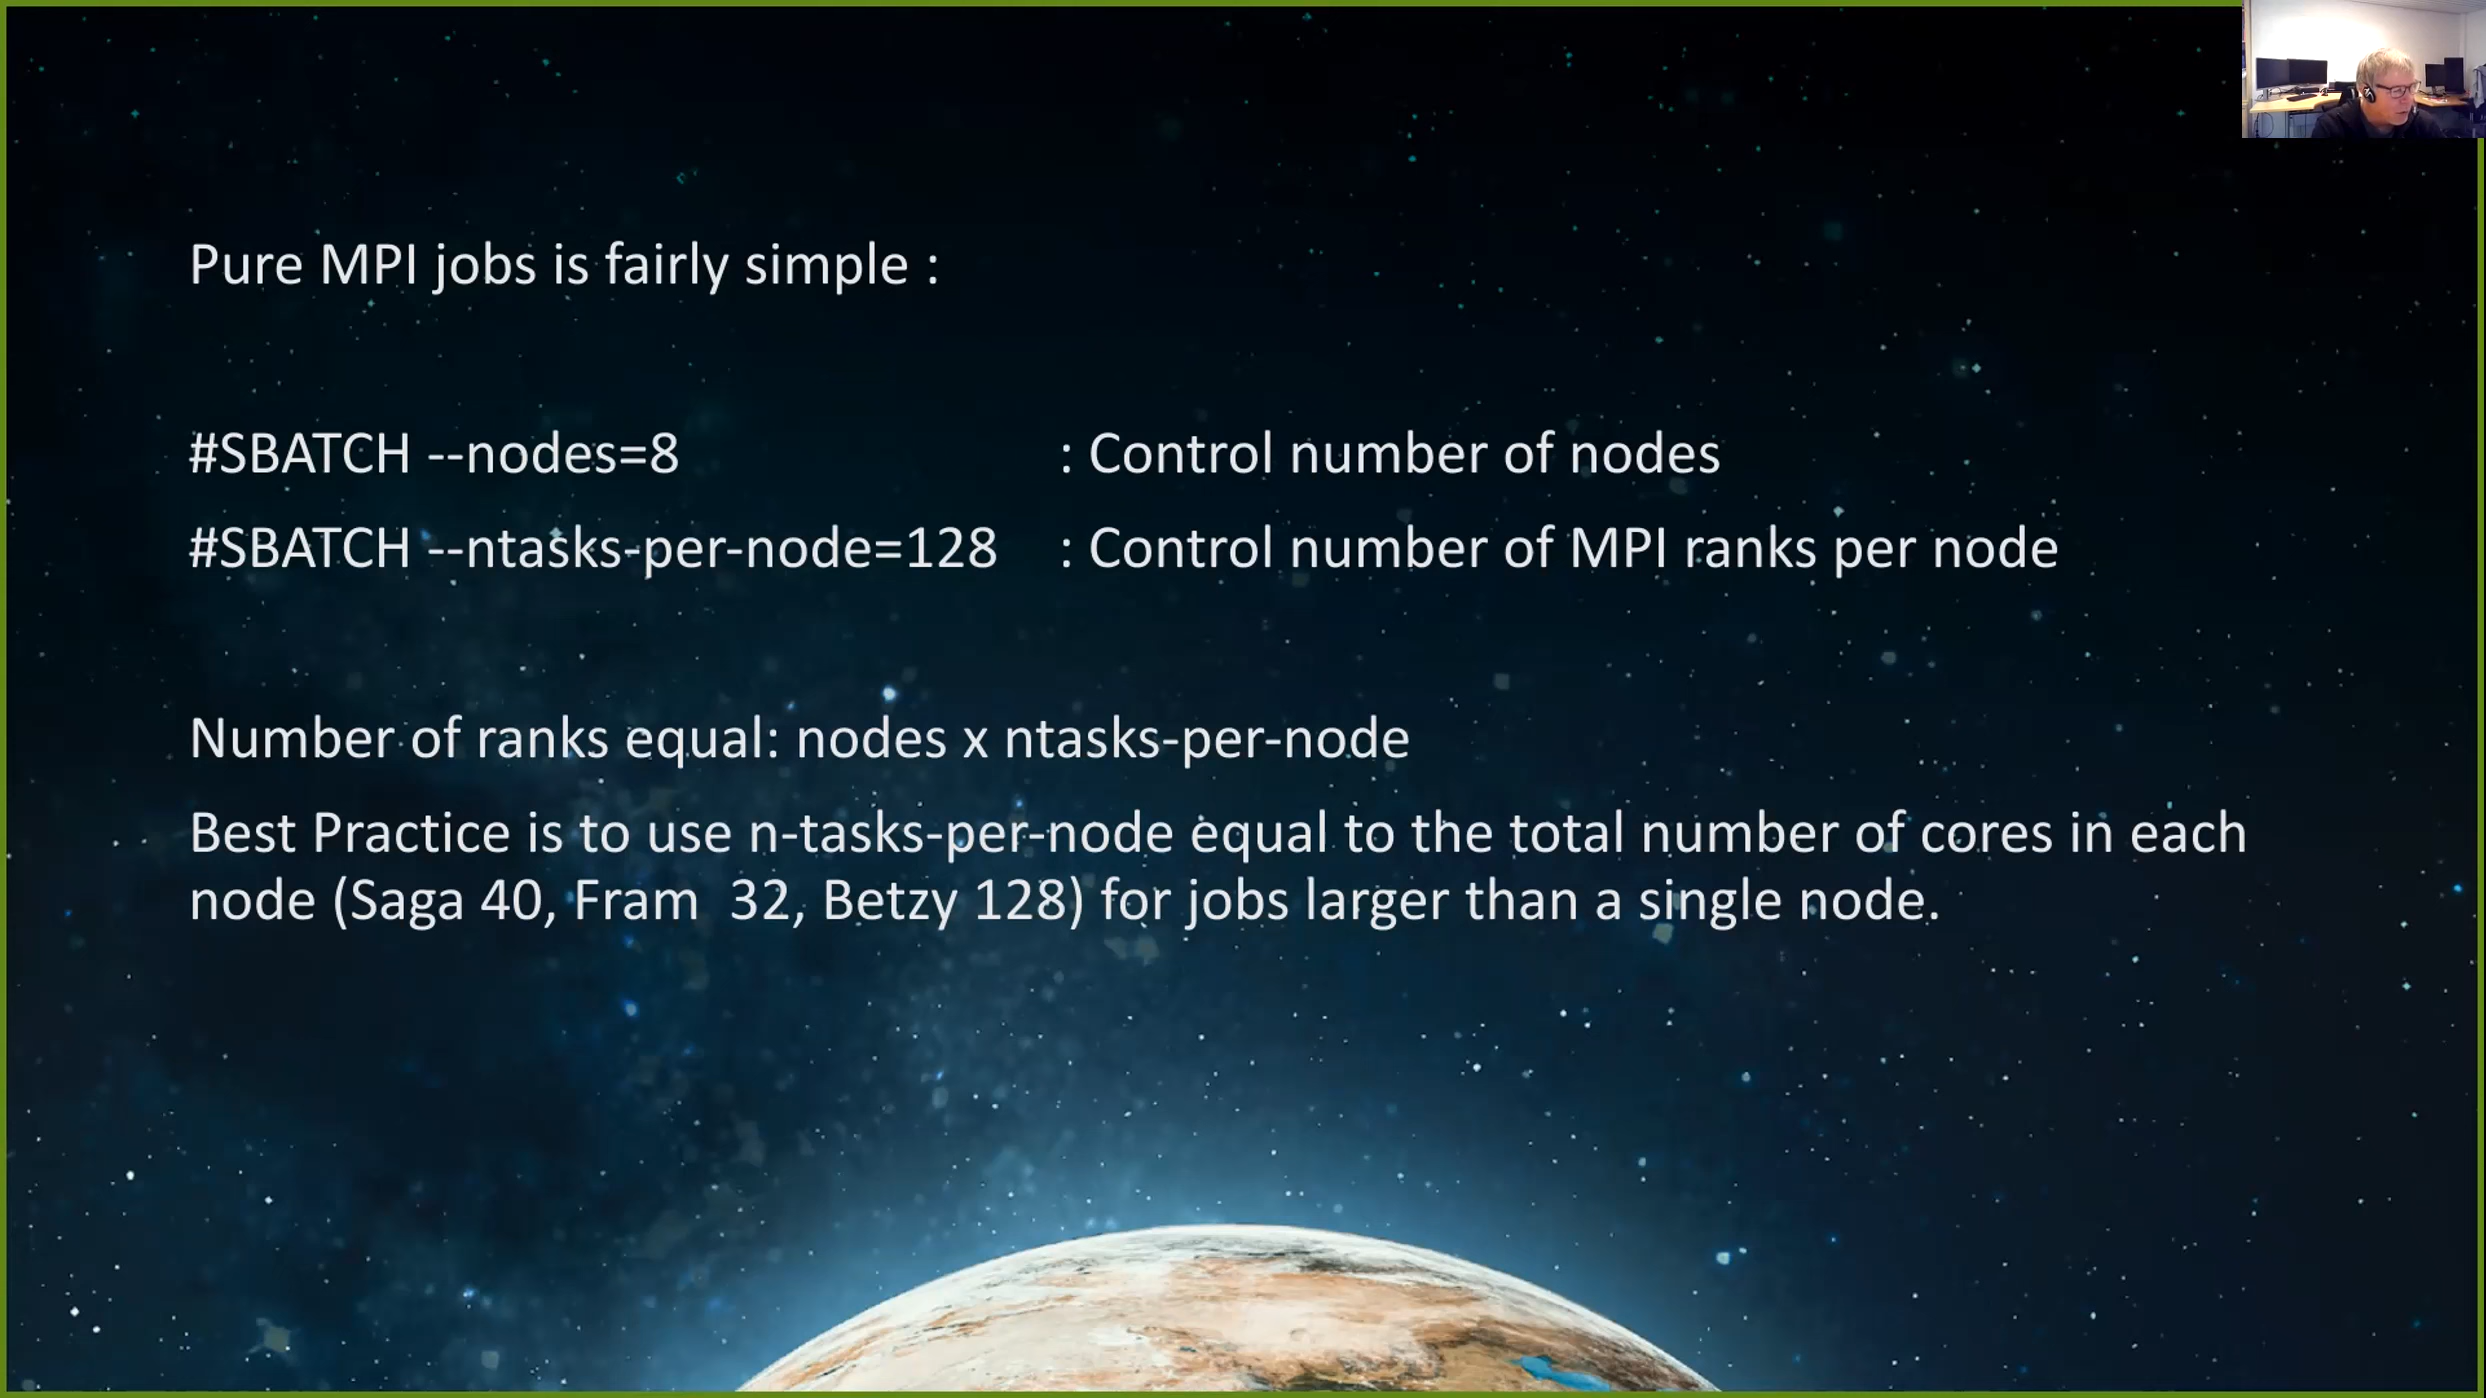 Pure MPI jobs is fairly simple :
#SBATCH --nodes=8 : Control number of nodes
#SBATCH --ntasks-per-node=128 : Control number of MPI ranks per node
Number of ranks equal: nodes x ntasks-per-node
Best Practice is to use n-tasks-per-node equal to the total number of cores in each
node (Saga 40, Fram  32, Betzy 128) for jobs larger than a single node.